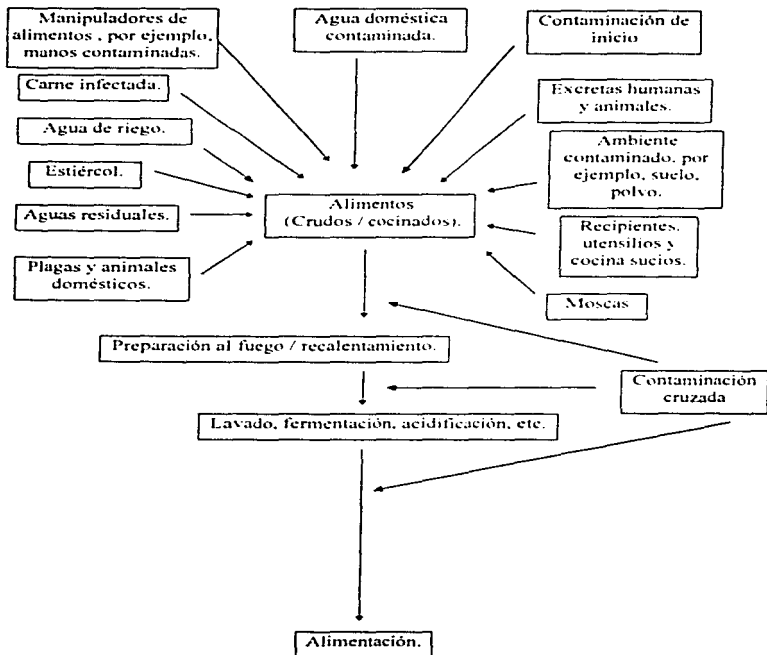 Manipuladores de
alimentos , por ejemplo,
manos contaminadas.
Agua doméstica
contaminada.
Contaminación de
inicio
Carne infectada.
Excretas humanas
y animales.
Agua de riego.
Ambiente
contaminado, por
ejemplo, suelo,
polvo.
Estiércol.
Alimentos
(Crudos / cocinados).
Aguas residuales.
Recipientes,
utensilios y
cocina sucios.
Plagas y animales
domésticos.
Moscas
Preparación al fuego / recalentamiento.
Contaminación
cruzada
Lavado, fermentación, acidificación, etc.
Alimentación.